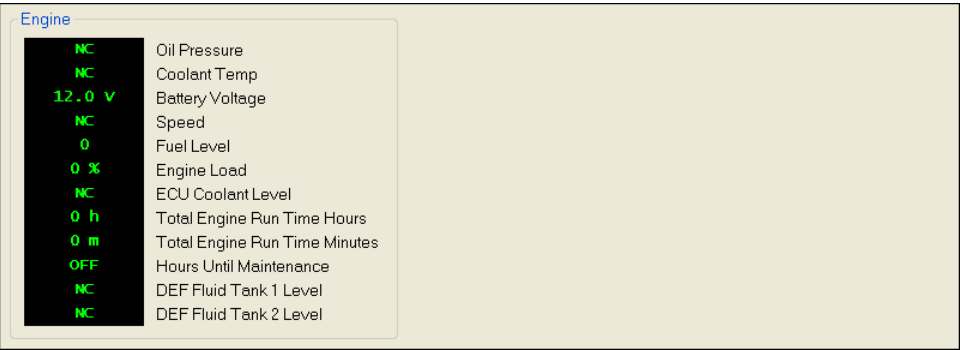 Engine
NC Oil Pressure
NC Coolant Temp
12.0 V Battery Voltage
NC Speed
0 Fuel Level
0 % Engine Load
NC ECU Coolant Level
0 h Total Engine Run Time Hours
0 m Total Engine Run Time Minutes
OFF Hours Until Maintenance
NC DEF Fluid Tank 1 Level
NC DEF Fluid Tank 2 Level